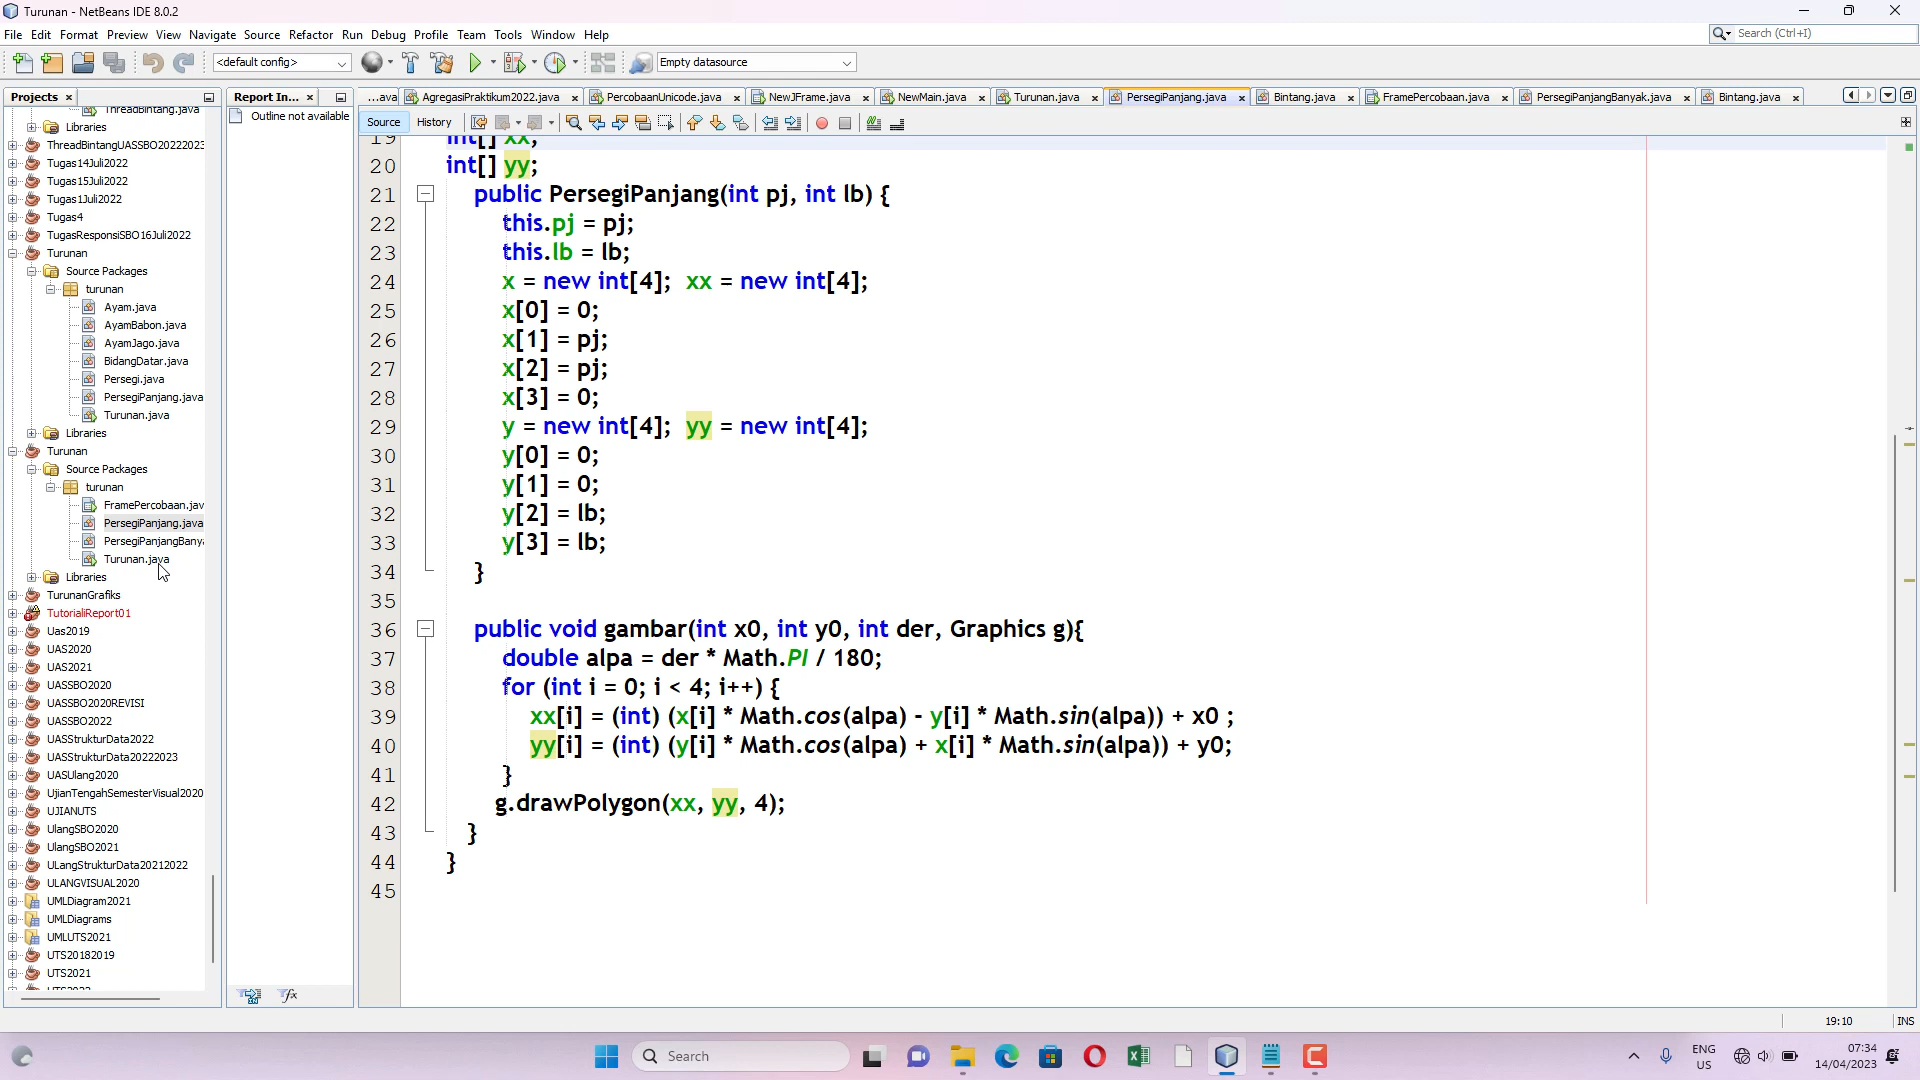 Turunan - NetBeans IDE 8.0.2
File Edit Format Preview View Navigate Source Refactor Run Debug Profile Team Tools Window Help
Search (Ctrl+I)
<default config>
Empty datasource
Projects
Report In...
...ava
AgregasiPraktikum2022.java
PercobaanUnicode.java
NewJFrame.java
NewMain.java
Turunan.java
PersegiPanjang.java
Bintang.java
FramePercobaan.java
PersegiPanjangBanyak.java
Bintang.java
ThreadBintang.java
Libraries
ThreadBintangUASSBO20222023
Tugas14Juli2022
Tugas15Juli2022
Tugas1Juli2022
Tugas4
TugasResponsiSBO16Juli2022
Turunan
Source Packages
turunan
Ayam.java
AyamBabon.java
AyamJago.java
BidangDatar.java
Persegi.java
PersegiPanjang.java
Turunan.java
Libraries
Turunan
Source Packages
turunan
FramePercobaan.jav
PersegiPanjang.java
PersegiPanjangBanya
Turunan.java
Libraries
TurunanGrafiks
TutorialiReport01
Uas2019
UAS2020
UAS2021
UASSBO2020
UASSBO2020REVISI
UASSBO2022
UASStrukturData2022
UASStrukturData20222023
UASUlang2020
UjianTengahSemesterVisual2020
UJIANUTS
UlangSBO2020
UlangSBO2021
ULangStrukturData20212022
ULANGVISUAL2020
UMLDiagram2021
UMLDiagrams
UMLUTS2021
UTS20182019
UTS2021
UTS2022
Outline not available
Source History
19 int[] xx;
20 int[] yy;
21 public PersegiPanjang(int pj, int lb) {
22 this.pj = pj;
23 this.lb = lb;
24 x = new int[4]; xx = new int[4];
25 x[0] = 0;
26 x[1] = pj;
27 x[2] = pj;
28 x[3] = 0;
29 y = new int[4]; yy = new int[4];
30 y[0] = 0;
31 y[1] = 0;
32 y[2] = lb;
33 y[3] = lb;
34 }
35
36 public void gambar(int x0, int y0, int der, Graphics g){
37 double alpa = der * Math.PI / 180;
38 for (int i = 0; i < 4; i++) {
39 xx[i] = (int) (x[i] * Math.cos(alpa) - y[i] * Math.sin(alpa)) + x0 ;
40 yy[i] = (int) (y[i] * Math.cos(alpa) + x[i] * Math.sin(alpa)) + y0;
41 }
42 g.drawPolygon(xx, yy, 4);
43 }
44 }
45
19:10
INS
Search
ENG
US
07:34
14/04/2023